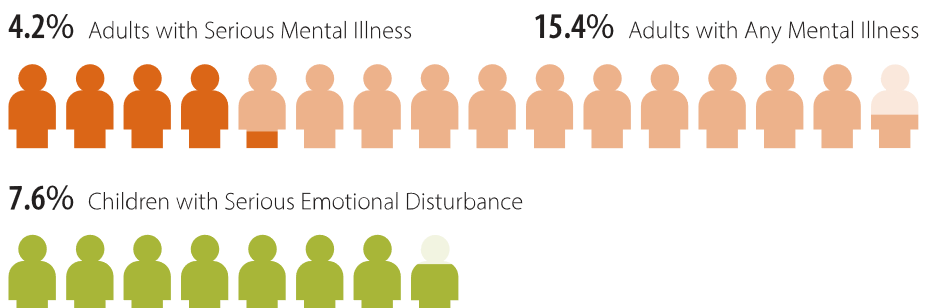 4.2% Adults with Serious Mental Illness
15.4% Adults with Any Mental Illness
7.6% Children with Serious Emotional Disturbance